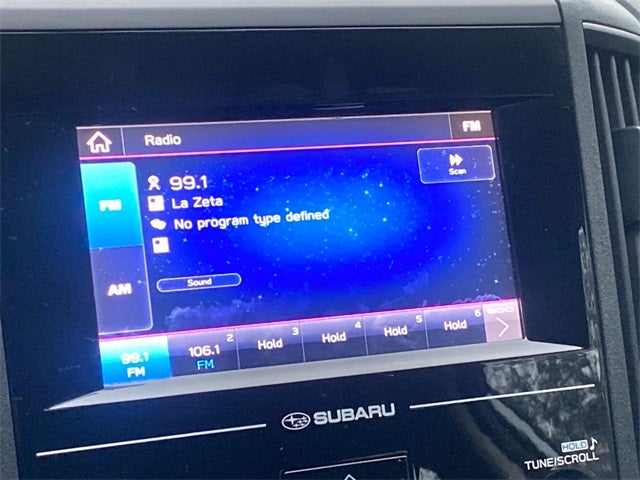 Radio
FM
99.1
Scan
FM
La Zeta
No program type defined
AM
Sound
99.1
FM
2
106.1
FM
3
Hold
4
Hold
5
Hold
6
Hold
SUBARU
HOLD
TUNE/SCROLL